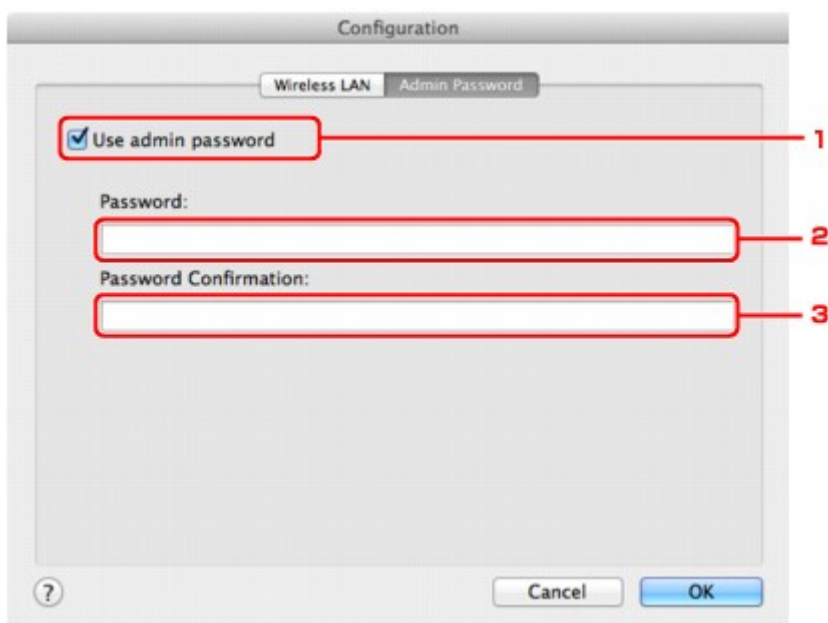 Configuration
Wireless LAN Admin Password
Use admin password 1
Password:
2
Password Confirmation:
3
? Cancel OK